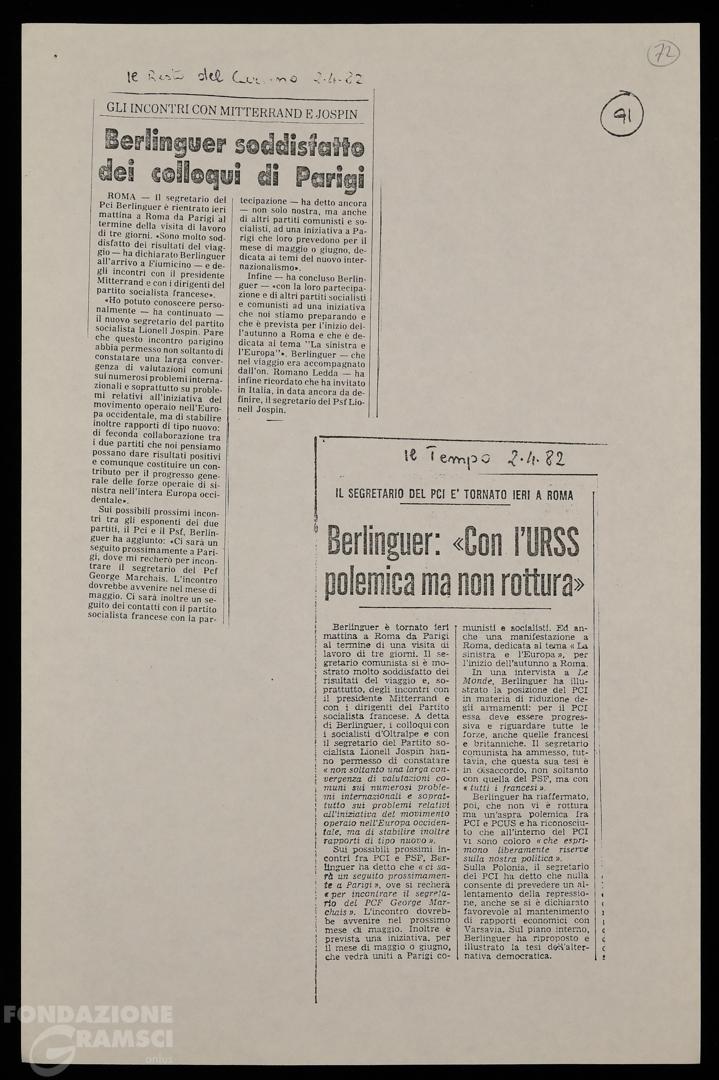 72
91
Il Resto del Carlino 2-4-82
GLI INCONTRI CON MITTERRAND E JOSPIN
Berlinguer soddisfatto
dei colloqui di Parigi
ROMA — Il segretario del
Pci Berlinguer è rientrato ieri
mattina a Roma da Parigi al
termine della visita di lavoro
di tre giorni. «Sono molto sod-
disfatto dei risultati del viag-
gio — ha dichiarato Berlinguer
all'arrivo a Fiumicino — e de-
gli incontri con il presidente
Mitterrand e con i dirigenti del
partito socialista francese».
«Ho potuto conoscere perso-
nalmente — ha continuato —
il nuovo segretario del partito
socialista Lionell Jospin. Pare
che questo incontro parigino
abbia permesso non soltanto di
constatare una larga conver-
genza di valutazioni comuni
sui numerosi problemi interna-
zionali e soprattutto su proble-
mi relativi all'iniziativa del
movimento operaio nell'Euro-
pa occidentale, ma di stabilire
inoltre rapporti di tipo nuovo:
di feconda collaborazione tra
i due partiti che noi pensiamo
possano dare risultati positivi
e comunque costituire un con-
tributo per il progresso gene-
rale delle forze operaie di si-
nistra nell'intera Europa occi-
dentale».
Sui possibili prossimi incon-
tri tra gli esponenti dei due
partiti, il Pci e il Psf, Berlin-
guer ha aggiunto: «Ci sarà un
seguito prossimamente a Pari-
gi, dove mi recherò per incon-
trare il segretario del Pcf
George Marchais. L'incontro
dovrebbe avvenire nel mese di
maggio. Ci sarà inoltre un se-
guito dei contatti con il partito
socialista francese con la par-
tecipazione — ha detto ancora
— non solo nostra, ma anche
di altri partiti comunisti e so-
cialisti, ad una iniziativa a Pa-
rigi che loro prevedono per il
mese di maggio o giugno, de-
dicata ai temi del nuovo inter-
nazionalismo».
Infine — ha concluso Berlin-
guer — «con la loro partecipa-
zione e di altri partiti socialisti
e comunisti ad una iniziativa
che noi stiamo preparando e
che è prevista per l'inizio del-
l'autunno a Roma e che è de-
dicata al tema "La sinistra e
l'Europa"». Berlinguer — che
nel viaggio era accompagnato
dall'on. Romano Ledda — ha
infine ricordato che ha invitato
in Italia, in data ancora da de-
finire, il segretario del Psf Lio-
nell Jospin.
Il Tempo 2.4.82
IL SEGRETARIO DEL PCI E' TORNATO IERI A ROMA
Berlinguer: «Con l'URSS
polemica ma non rottura»
Berlinguer è tornato ieri
mattina a Roma da Parigi
al termine di una visita di
lavoro di tre giorni. Il se-
gretario comunista si è mo-
strato molto soddisfatto dei
risultati del viaggio e, so-
prattutto, degli incontri con
il presidente Mitterrand e
con i dirigenti del Partito
socialista francese. A detta
di Berlinguer, i colloqui con
i socialisti d'Oltralpe e con
il segretario del Partito so-
cialista Lionell Jospin han-
no permesso di constatare
«non soltanto una larga con-
vergenza di valutazioni co-
muni sui numerosi proble-
mi internazionali e soprat-
tutto sui problemi relativi
all'iniziativa del movimento
operaio nell'Europa occiden-
tale, ma di stabilire inoltre
rapporti di tipo nuovo».
Sui possibili prossimi in-
contri fra PCI e PSF, Ber-
linguer ha detto che «ci sa-
rà un seguito prossimamen-
te a Parigi», ove si recherà
«per incontrare il segreta-
rio del PCF George Mar-
chais». L'incontro dovreb-
be avvenire nel prossimo
mese di maggio. Inoltre è
prevista una iniziativa, per
il mese di maggio o giugno,
che vedrà uniti a Parigi co-
munisti e socialisti. Ed an-
che una manifestazione a
Roma, dedicata al tema «La
sinistra e l'Europa», per
l'inizio dell'autunno a Roma.
In una intervista a Le
Monde, Berlinguer ha illu-
strato la posizione del PCI
in materia di riduzione de-
gli armamenti: per il PCI
essa deve essere progres-
siva e riguardare tutte le
forze, anche quelle francesi
e britanniche. Il segretario
comunista ha ammesso, tut-
tavia, che questa sua tesi è
in disaccordo, non soltanto
con quella del PSF, ma con
«tutti i francesi».
Berlinguer ha riaffermato,
poi, che non vi è rottura
ma un'aspra polemica fra
PCI e PCUS e ha riconosciu-
to che all'interno del PCI
vi sono coloro «che espri-
mono liberamente riserve
sulla nostra politica».
Sulla Polonia, il segretario
del PCI ha detto che nulla
consente di prevedere un al-
lentamento della repressio-
ne, anche se si è dichiarato
favorevole al mantenimento
di rapporti economici con
Varsavia. Sul piano interno,
Berlinguer ha riproposto e
illustrato la tesi dell'alter-
nativa democratica.
FONDAZIONE
GRAMSCI
onlus